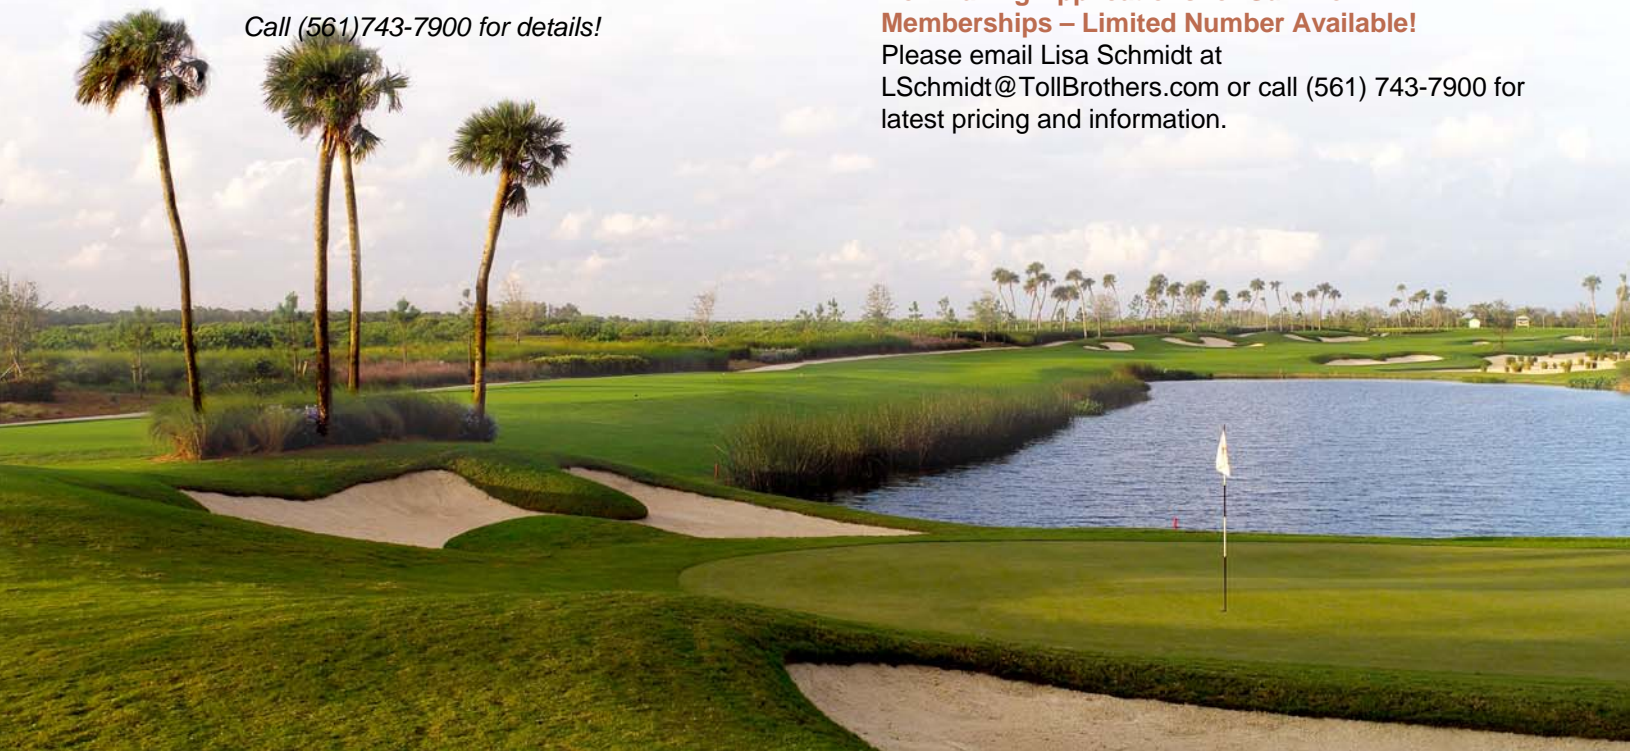 Call (561)743-7900 for details!
Memberships – Limited Number Available!
Please email Lisa Schmidt at
LSchmidt@TollBrothers.com or call (561) 743-7900 for
latest pricing and information.